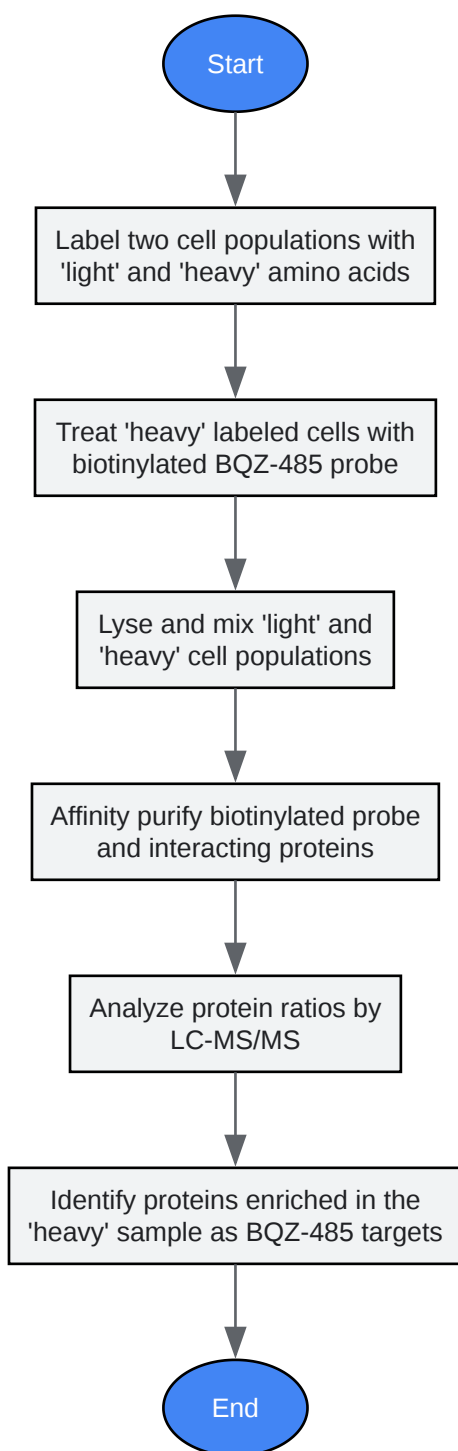 Start
Label two cell populations with
'light' and 'heavy' amino acids
Treat 'heavy' labeled cells with
biotinylated BQZ-485 probe
Lyse and mix 'light' and
'heavy' cell populations
Affinity purify biotinylated probe
and interacting proteins
Analyze protein ratios by
LC-MS/MS
Identify proteins enriched in the
'heavy' sample as BQZ-485 targets
End